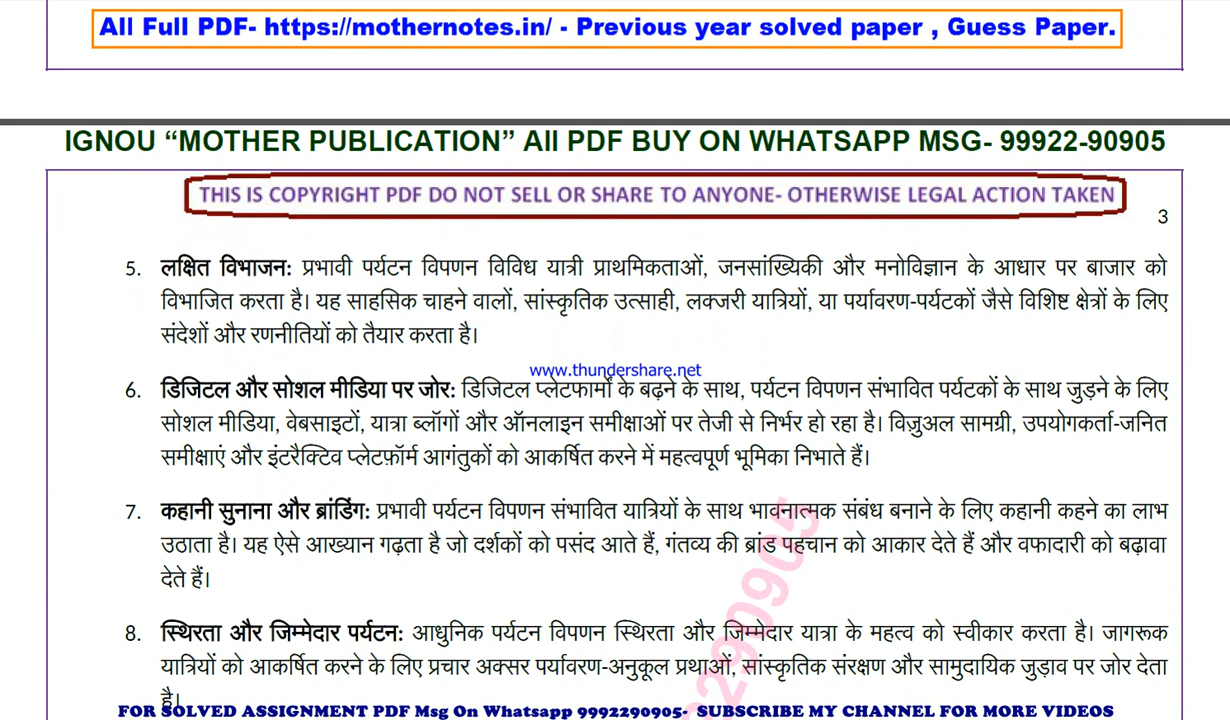 All Full PDF- https://mothernotes.in/ - Previous year solved paper , Guess Paper.
IGNOU “MOTHER PUBLICATION” All PDF BUY ON WHATSAPP MSG- 99922-90905
THIS IS COPYRIGHT PDF DO NOT SELL OR SHARE TO ANYONE- OTHERWISE LEGAL ACTION TAKEN
3
5. लक्षित विभाजन: प्रभावी पर्यटन विपणन विविध यात्री प्राथमिकताओं, जनसांख्यिकी और मनोविज्ञान के आधार पर बाजार को
विभाजित करता है। यह साहसिक चाहने वालों, सांस्कृतिक उत्साही, लक्जरी यात्रियों, या पर्यावरण-पर्यटकों जैसे विशिष्ट क्षेत्रों के लिए
संदेशों और रणनीतियों को तैयार करता है।
www.thundershare.net
6. डिजिटल और सोशल मीडिया पर जोर: डिजिटल प्लेटफार्मों के बढ़ने के साथ, पर्यटन विपणन संभावित पर्यटकों के साथ जुड़ने के लिए
सोशल मीडिया, वेबसाइटों, यात्रा ब्लॉगों और ऑनलाइन समीक्षाओं पर तेजी से निर्भर हो रहा है। विज़ुअल सामग्री, उपयोगकर्ता-जनित
समीक्षाएं और इंटरैक्टिव प्लेटफ़ॉर्म आगंतुकों को आकर्षित करने में महत्वपूर्ण भूमिका निभाते हैं।
7. कहानी सुनाना और ब्रांडिंग: प्रभावी पर्यटन विपणन संभावित यात्रियों के साथ भावनात्मक संबंध बनाने के लिए कहानी कहने का लाभ
उठाता है। यह ऐसे आख्यान गढ़ता है जो दर्शकों को पसंद आते हैं, गंतव्य की ब्रांड पहचान को आकार देते हैं और वफादारी को बढ़ावा
देते हैं।
8. स्थिरता और जिम्मेदार पर्यटन: आधुनिक पर्यटन विपणन स्थिरता और जिम्मेदार यात्रा के महत्व को स्वीकार करता है। जागरूक
यात्रियों को आकर्षित करने के लिए प्रचार अक्सर पर्यावरण-अनुकूल प्रथाओं, सांस्कृतिक संरक्षण और सामुदायिक जुड़ाव पर जोर देता
है।
290905
FOR SOLVED ASSIGNMENT PDF Msg On Whatsapp 9992290905- SUBSCRIBE MY CHANNEL FOR MORE VIDEOS